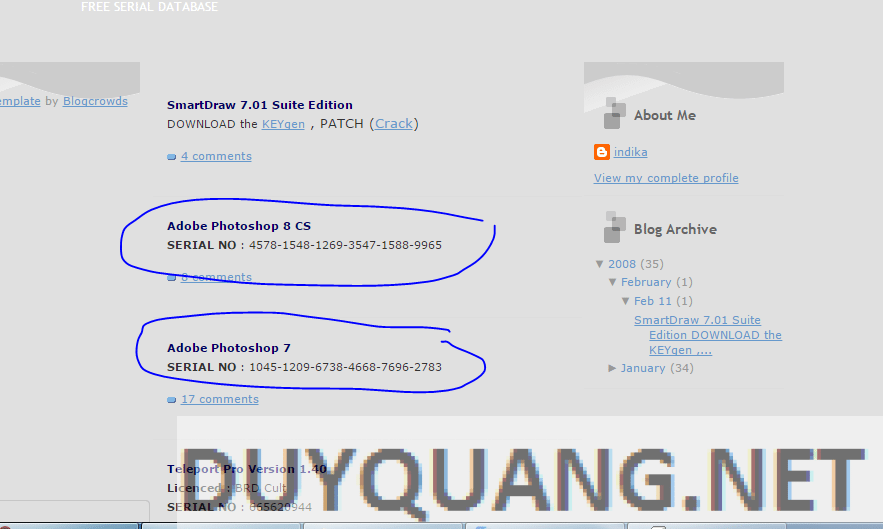 FREE SERIAL DATABASE
emplate by Blogcrowds
SmartDraw 7.01 Suite Edition
DOWNLOAD the KEYgen , PATCH (Crack)
4 comments
Adobe Photoshop 8 CS
SERIAL NO : 4578-1548-1269-3547-1588-9965
8 comments
Adobe Photoshop 7
SERIAL NO : 1045-1209-6738-4668-7696-2783
17 comments
Teleport Pro Version 1.40
Licenced : BRD Cult
SERIAL NO : 665620944
About Me
indika
View my complete profile
Blog Archive
▼ 2008 (35)
▼ February (1)
▼ Feb 11 (1)
SmartDraw 7.01 Suite
Edition DOWNLOAD the
KEYgen ,...
► January (34)
DUYQUANG.NET